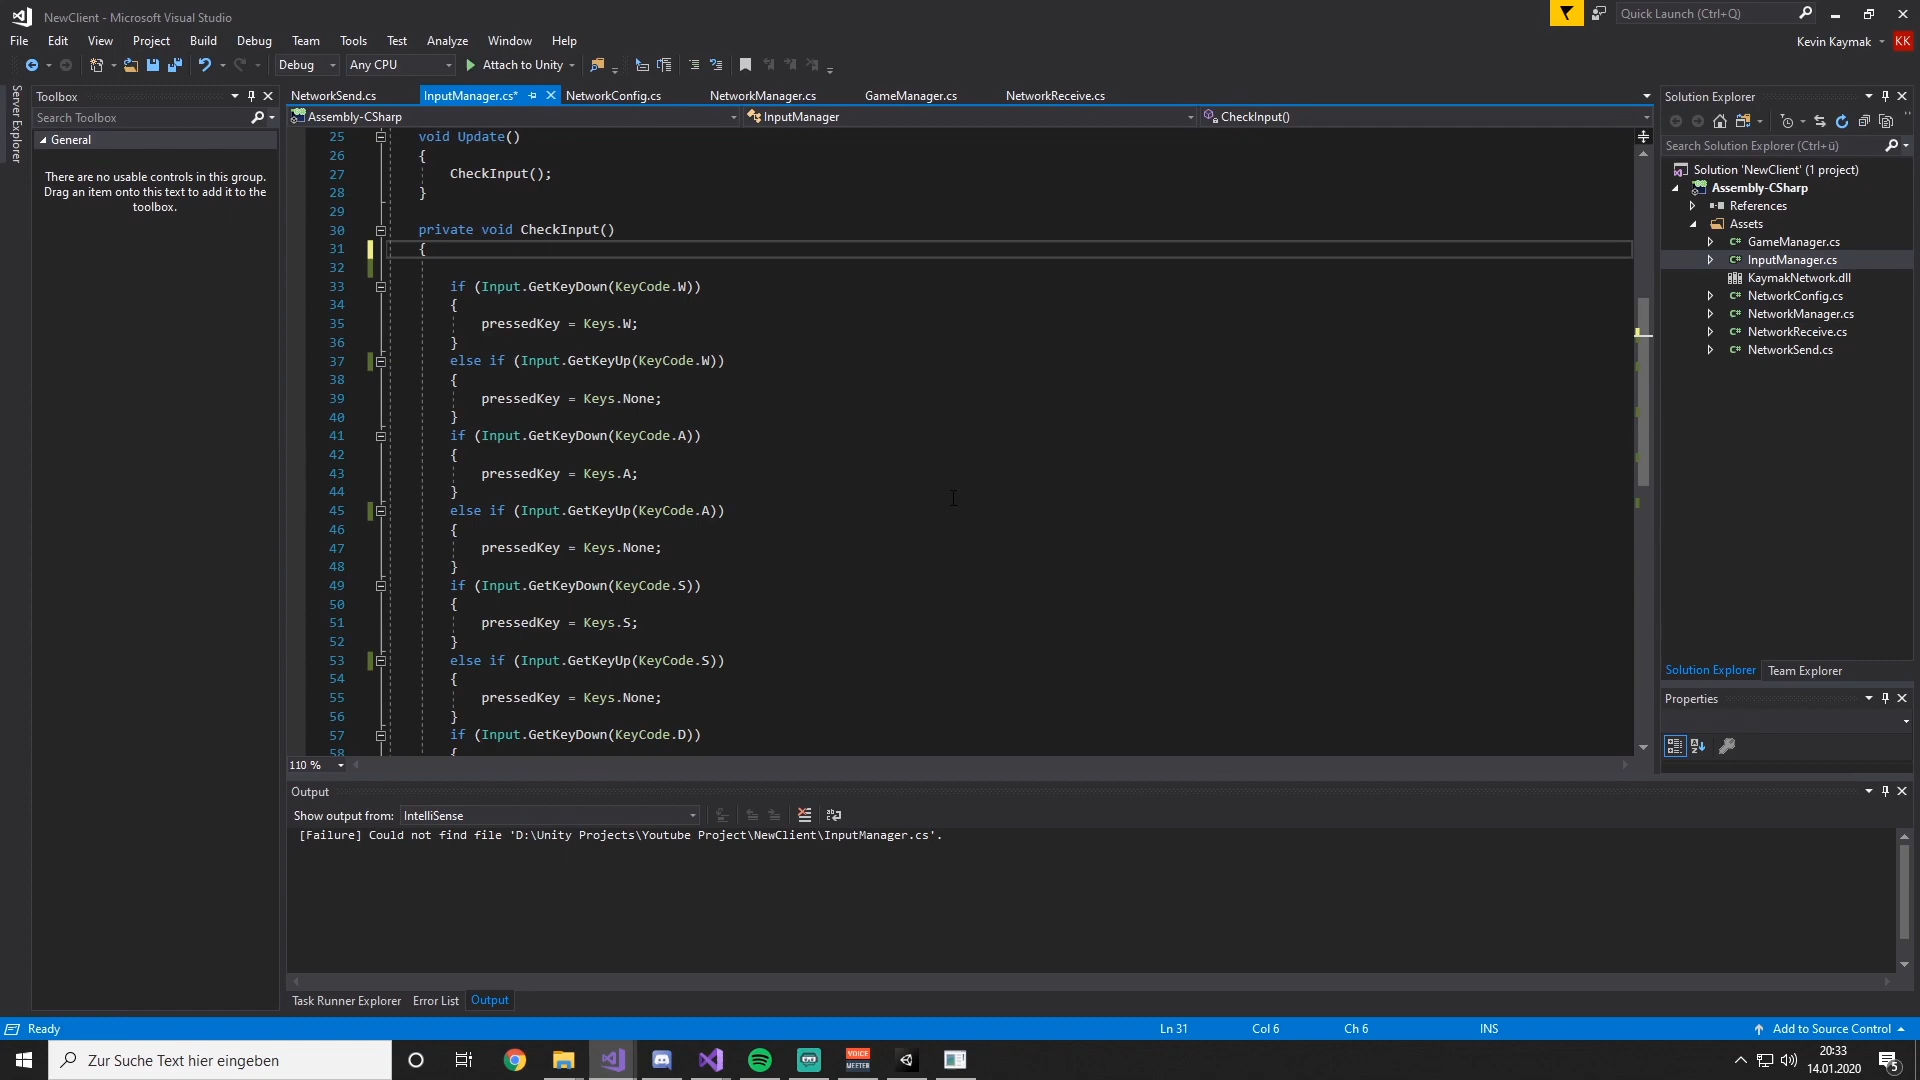 NewClient - Microsoft Visual Studio
Quick Launch (Ctrl+Q)
File Edit View Project Build Debug Team Tools Test Analyze Window Help
Kevin Kaymak KK
Debug Any CPU Attach to Unity
Server Explorer
Toolbox
Search Toolbox
General
There are no usable controls in this group.
Drag an item onto this text to add it to the
toolbox.
NetworkSend.cs InputManager.cs* NetworkConfig.cs NetworkManager.cs GameManager.cs NetworkReceive.cs
Assembly-CSharp InputManager CheckInput()
25 void Update()
26 {
27 CheckInput();
28 }
29
30 private void CheckInput()
31 {
32
33 if (Input.GetKeyDown(KeyCode.W))
34 {
35 pressedKey = Keys.W;
36 }
37 else if (Input.GetKeyUp(KeyCode.W))
38 {
39 pressedKey = Keys.None;
40 }
41 if (Input.GetKeyDown(KeyCode.A))
42 {
43 pressedKey = Keys.A;
44 }
45 else if (Input.GetKeyUp(KeyCode.A))
46 {
47 pressedKey = Keys.None;
48 }
49 if (Input.GetKeyDown(KeyCode.S))
50 {
51 pressedKey = Keys.S;
52 }
53 else if (Input.GetKeyUp(KeyCode.S))
54 {
55 pressedKey = Keys.None;
56 }
57 if (Input.GetKeyDown(KeyCode.D))
58 {
110 %
Solution Explorer
Search Solution Explorer (Ctrl+ü)
Solution 'NewClient' (1 project)
Assembly-CSharp
References
Assets
GameManager.cs
InputManager.cs
KaymakNetwork.dll
NetworkConfig.cs
NetworkManager.cs
NetworkReceive.cs
NetworkSend.cs
Solution Explorer Team Explorer
Properties
Output
Show output from: IntelliSense
[Failure] Could not find file 'D:\Unity Projects\Youtube Project\NewClient\InputManager.cs'.
Task Runner Explorer Error List Output
Ready Ln 31 Col 6 Ch 6 INS Add to Source Control
Zur Suche Text hier eingeben
VOICE
MEETER
20:33
14.01.2020
5